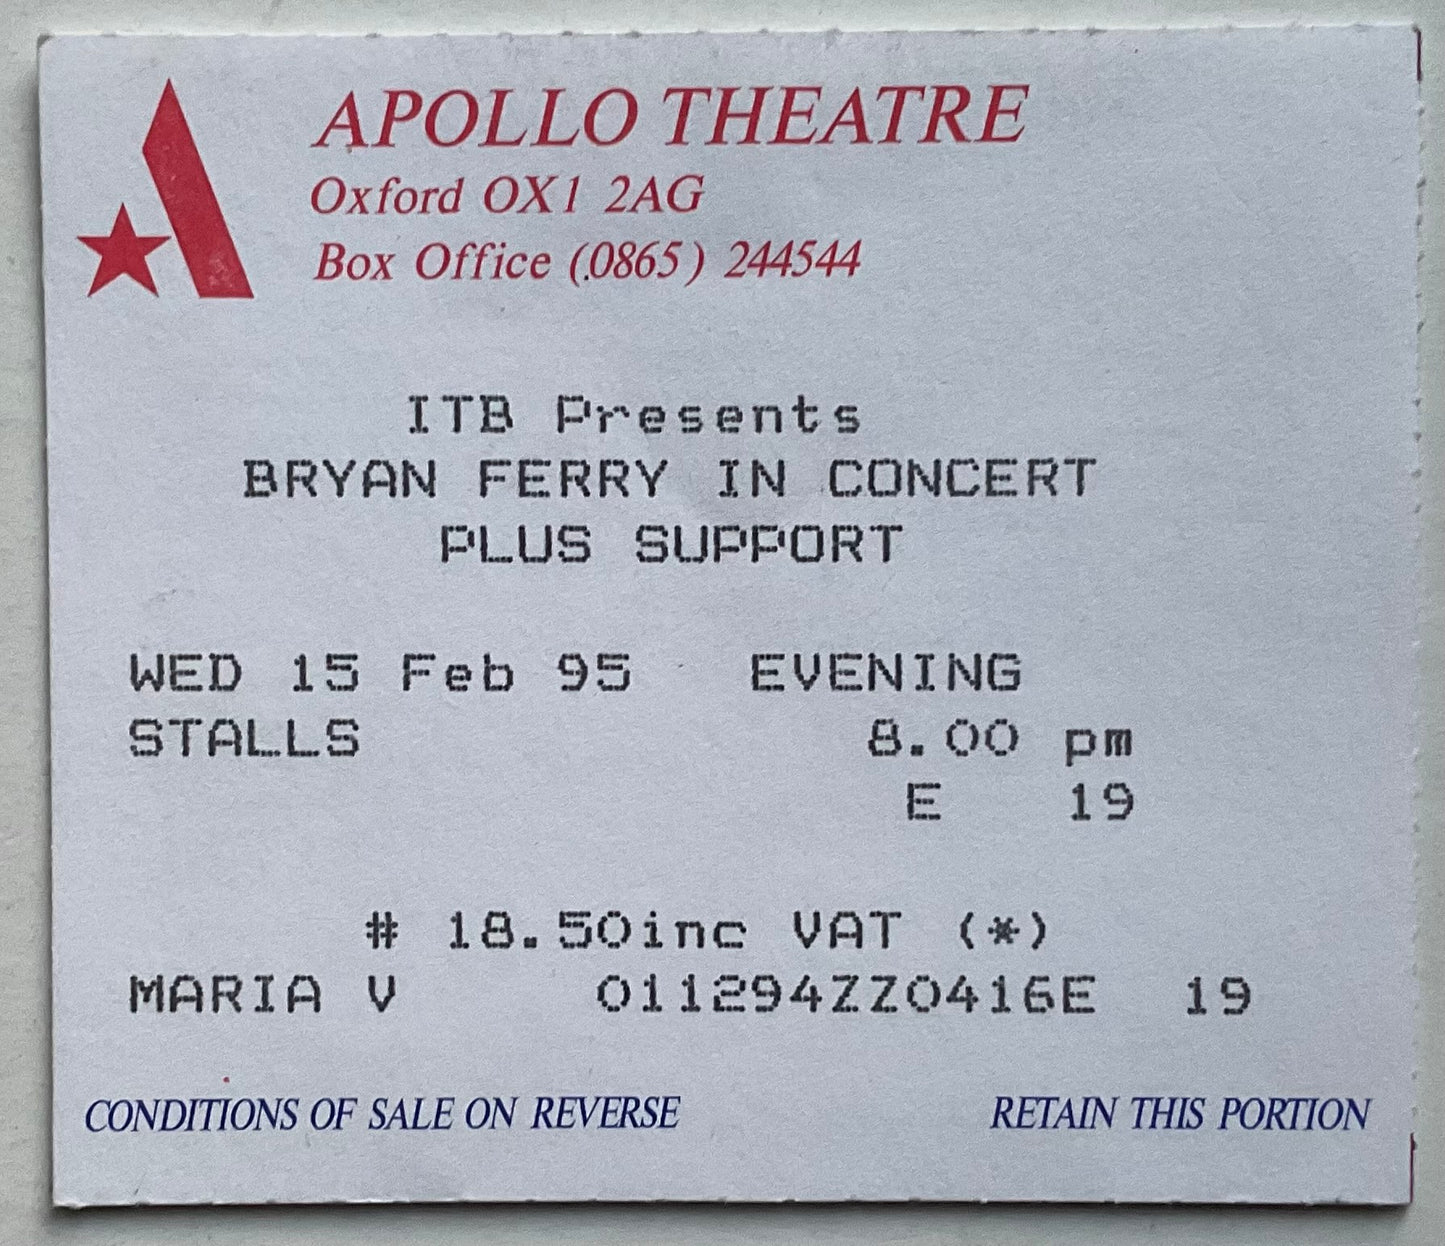 APOLLO THEATRE
Oxford OX1 2AG
Box Office (0865) 244544
ITB Presents
BRYAN FERRY IN CONCERT
PLUS SUPPORT
WED 15 Feb 95 EVENING
STALLS 8.00 pm
E 19
# 18.50inc VAT (*)
MARIA V 011294ZZ0416E 19
CONDITIONS OF SALE ON REVERSE RETAIN THIS PORTION